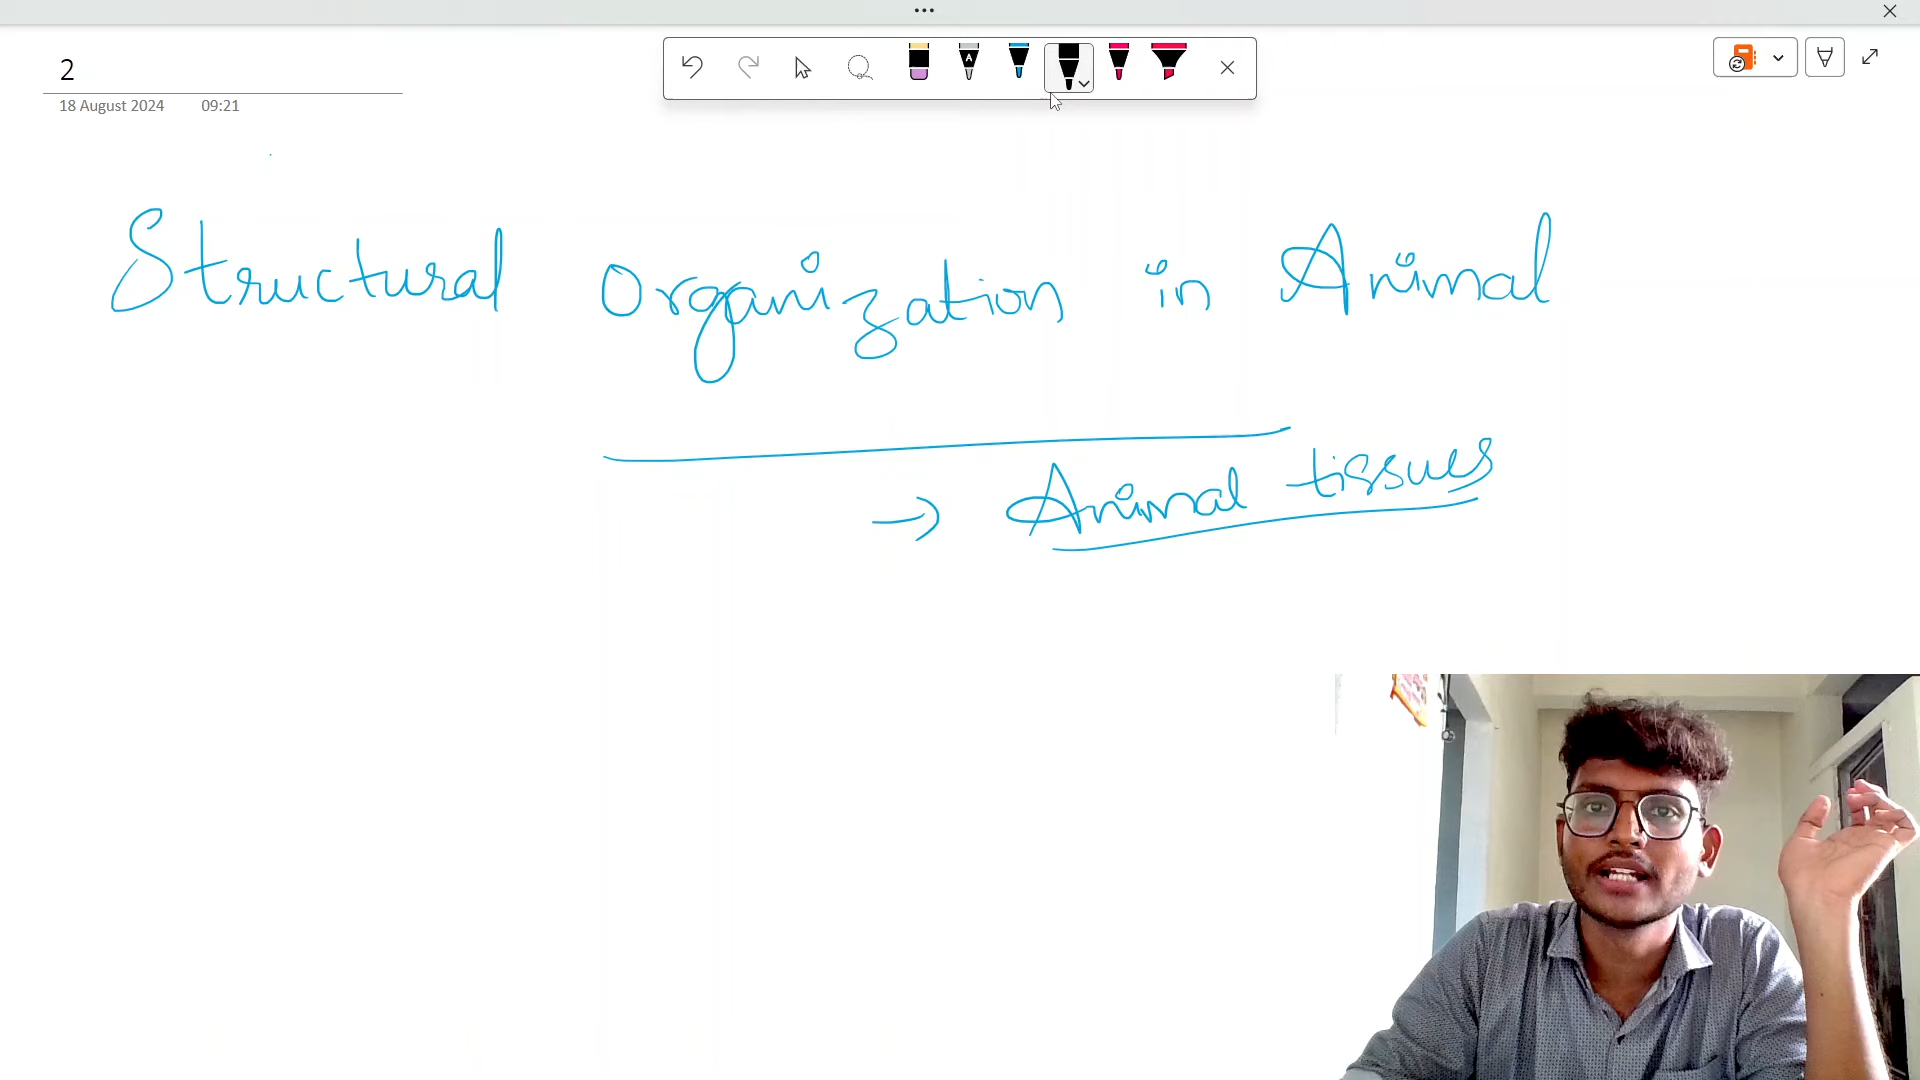 2
18 August 2024 09:21
Structural Organization in Animal
→ Animal tissues